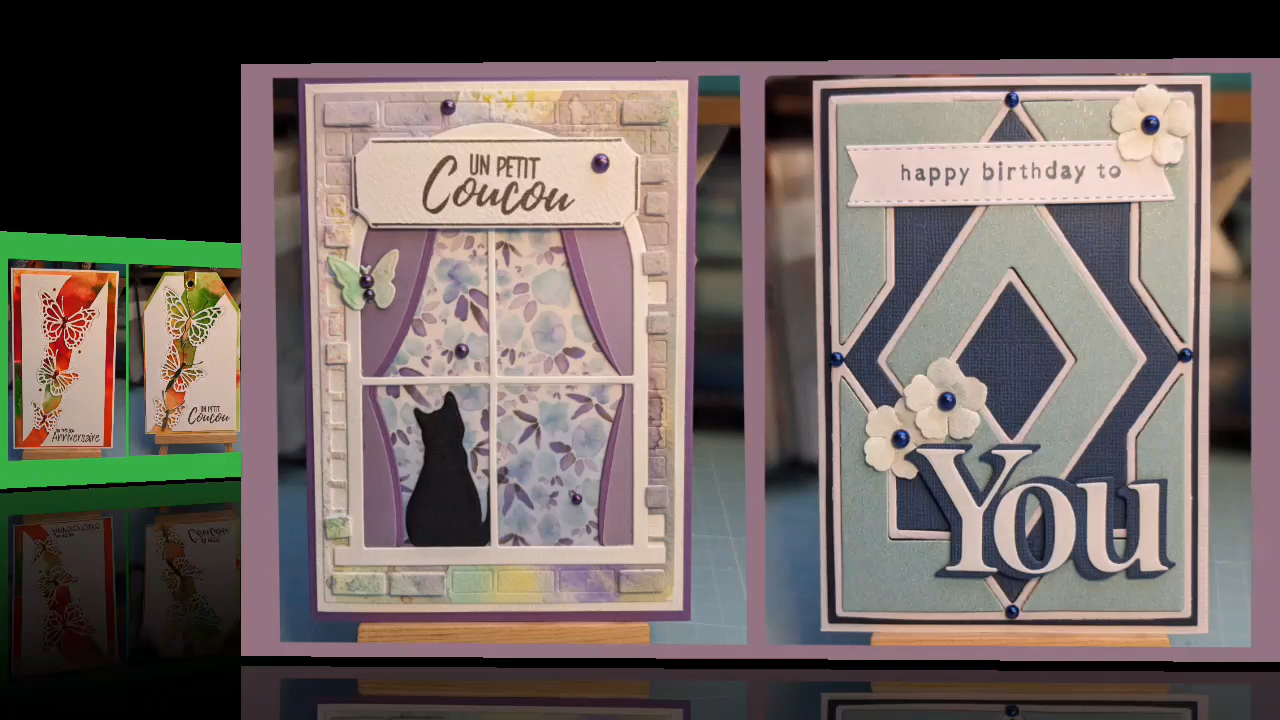 Anniversaire
UN PETIT
Coucou
UN PETIT
Coucou
happy birthday to
You